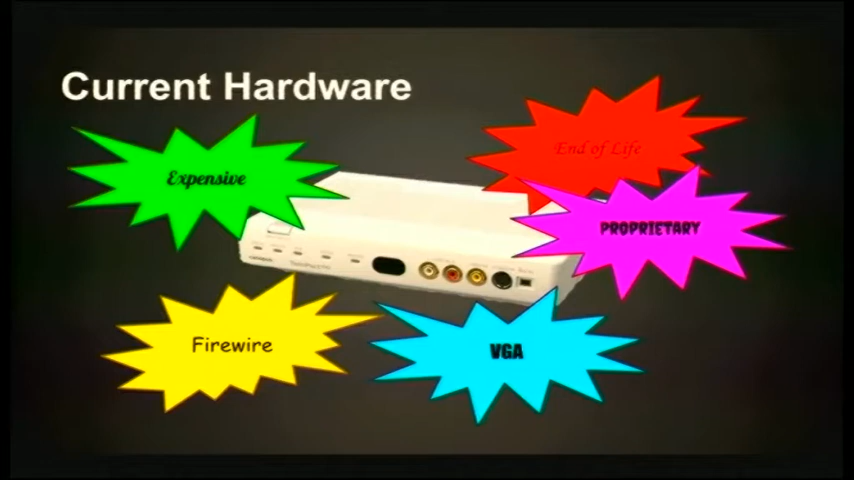 Current Hardware
Expensive
End of Life
PROPRIETARY
Firewire
VGA